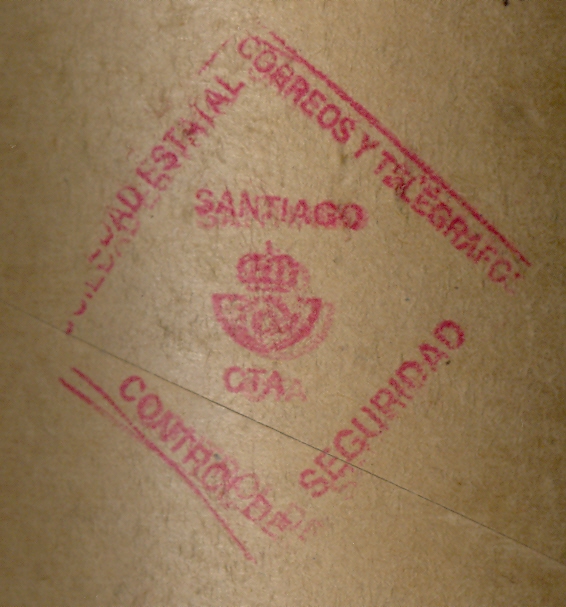 SOCIEDAD ESTATAL
CORREOS Y TELEGRAFOS
SANTIAGO
CTA
CONTROL DE
SEGURIDAD